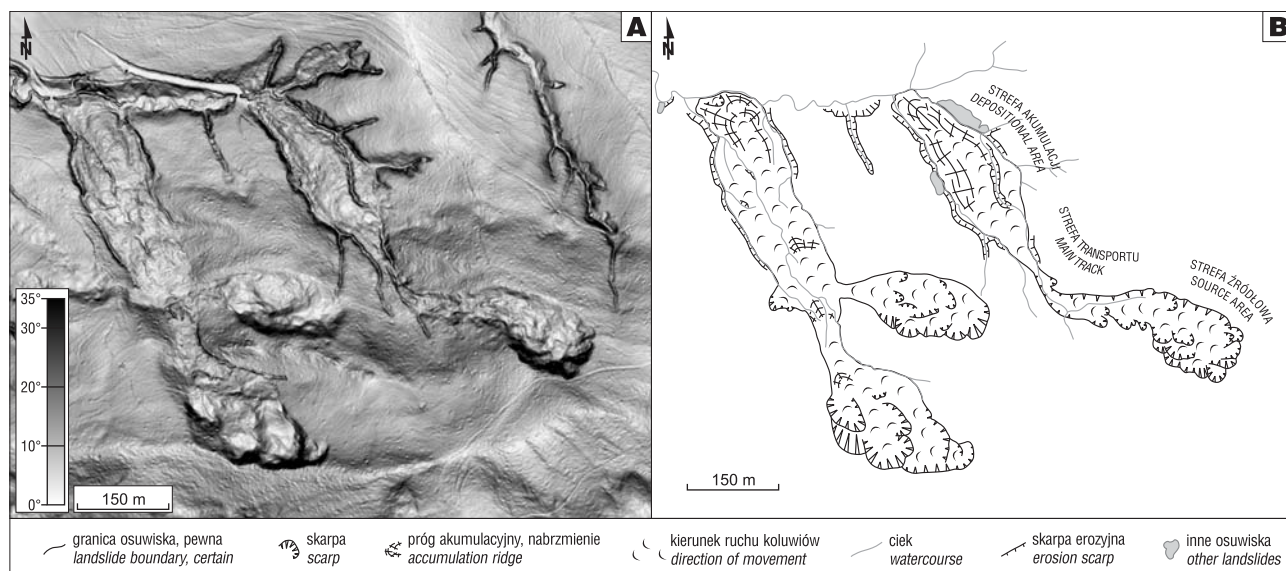 N
A
35°
30°
20°
10°
0°
150 m
N
B
STREFA AKUMULACJI
DEPOSITIONAL AREA
STREFA TRANSPORTU
MAIN TRACK
STREFA ŹRÓDŁOWA
SOURCE AREA
150 m
granica osuwiska, pewna
landslide boundary, certain
skarpa
scarp
próg akumulacyjny, nabrzmienie
accumulation ridge
kierunek ruchu koluwiów
direction of movement
ciek
watercourse
skarpa erozyjna
erosion scarp
inne osuwiska
other landslides